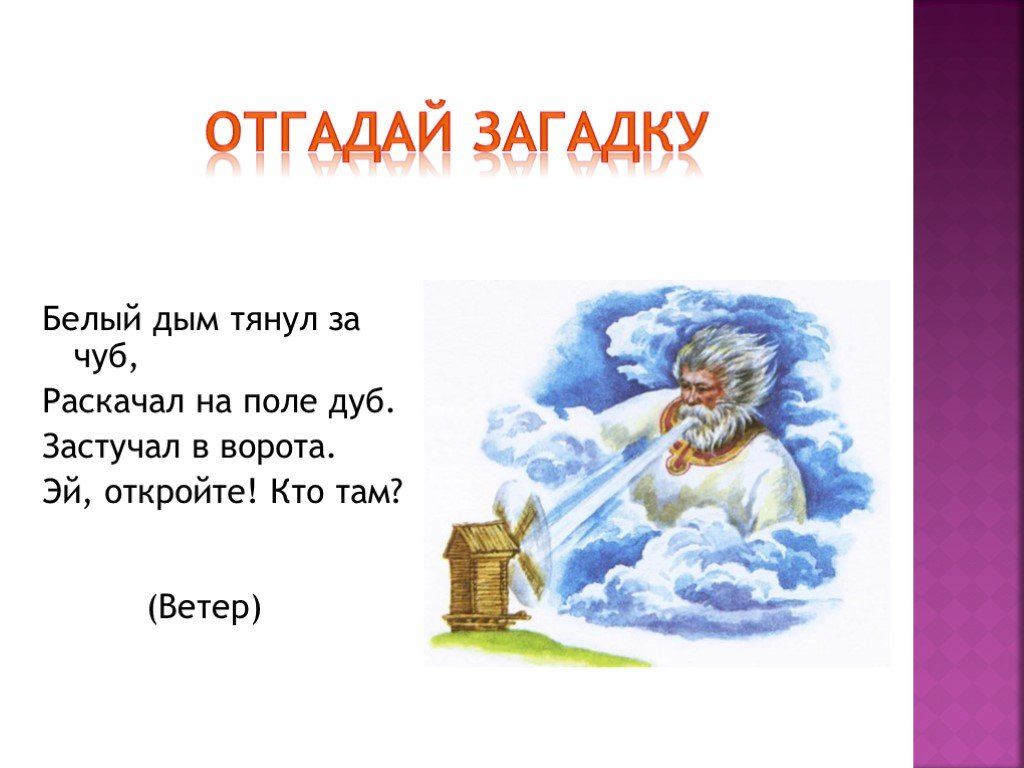 ОТГАДАЙ ЗАГАДКУ
Белый дым тянул за
чуб,
Раскачал на поле дуб.
Застучал в ворота.
Эй, откройте! Кто там?
(Ветер)